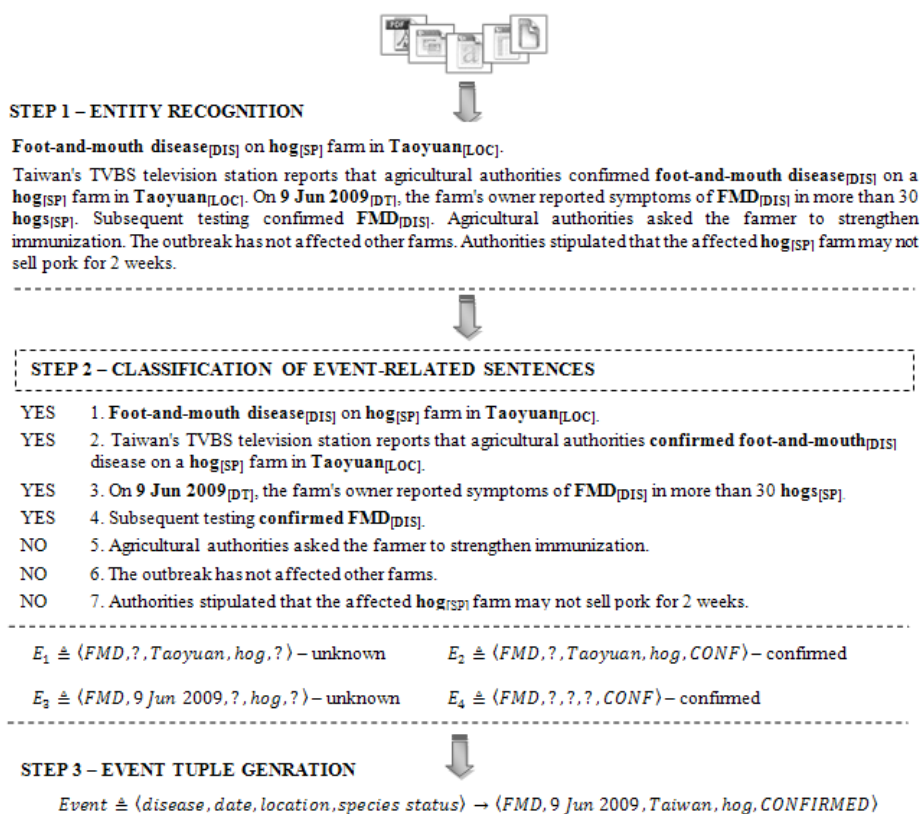 STEP 1 – ENTITY RECOGNITION
Foot-and-mouth disease[DIS] on hog[SP] farm in Taoyuan[LOC].
Taiwan's TVBS television station reports that agricultural authorities confirmed foot-and-mouth disease[DIS] on a
hog[SP] farm in Taoyuan[LOC]. On 9 Jun 2009[DT], the farm's owner reported symptoms of FMD[DIS] in more than 30
hogs[SP]. Subsequent testing confirmed FMD[DIS]. Agricultural authorities asked the farmer to strengthen
immunization. The outbreak has not affected other farms. Authorities stipulated that the affected hog[SP] farm may not
sell pork for 2 weeks.
STEP 2 – CLASSIFICATION OF EVENT-RELATED SENTENCES
YES 1. Foot-and-mouth disease[DIS] on hog[SP] farm in Taoyuan[LOC].
YES 2. Taiwan's TVBS television station reports that agricultural authorities confirmed foot-and-mouth[DIS]
disease on a hog[SP] farm in Taoyuan[LOC].
YES 3. On 9 Jun 2009[DT], the farm's owner reported symptoms of FMD[DIS] in more than 30 hogs[SP].
YES 4. Subsequent testing confirmed FMD[DIS].
NO 5. Agricultural authorities asked the farmer to strengthen immunization.
NO 6. The outbreak has not affected other farms.
NO 7. Authorities stipulated that the affected hog[SP] farm may not sell pork for 2 weeks.
E₁ ≜ ⟨FMD,?,Taoyuan,hog,?⟩ – unknown E₂ ≜ ⟨FMD,?,Taoyuan,hog,CONF⟩ – confirmed
E₃ ≜ ⟨FMD,9 Jun 2009,?,hog,?⟩ – unknown E₄ ≜ ⟨FMD,?,?,?,CONF⟩ – confirmed
STEP 3 – EVENT TUPLE GENRATION
Event ≜ ⟨disease,date,location,species status⟩ → ⟨FMD,9 Jun 2009,Taiwan,hog,CONFIRMED⟩